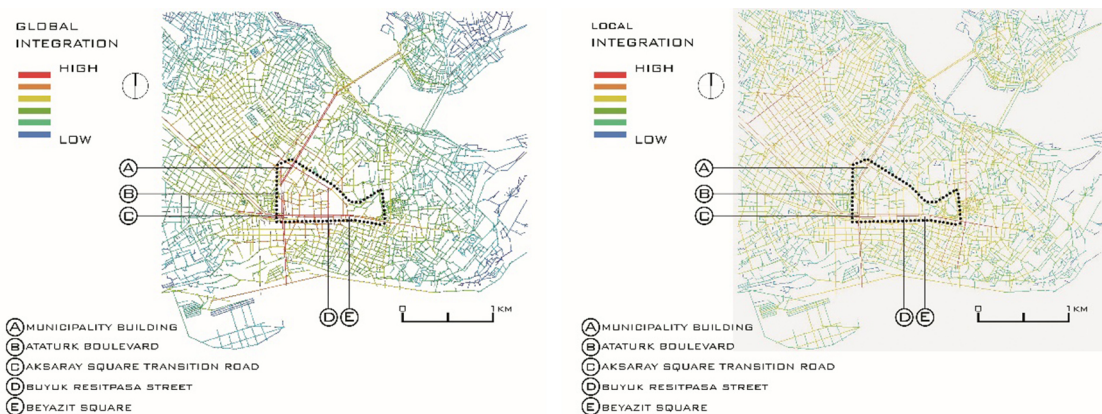 GLOBAL
INTEGRATION
HIGH
LOW
A
B
C
D E
0 1 KM
A MUNICIPALITY BUILDING
B ATATURK BOULEVARD
C AKSARAY SQUARE TRANSITION ROAD
D BUYUK RESITPASA STREET
E BEYAZIT SQUARE
LOCAL
INTEGRATION
HIGH
LOW
A
B
C
D E
0 1 KM
A MUNICIPALITY BUILDING
B ATATURK BOULEVARD
C AKSARAY SQUARE TRANSITION ROAD
D BUYUK RESITPASA STREET
E BEYAZIT SQUARE